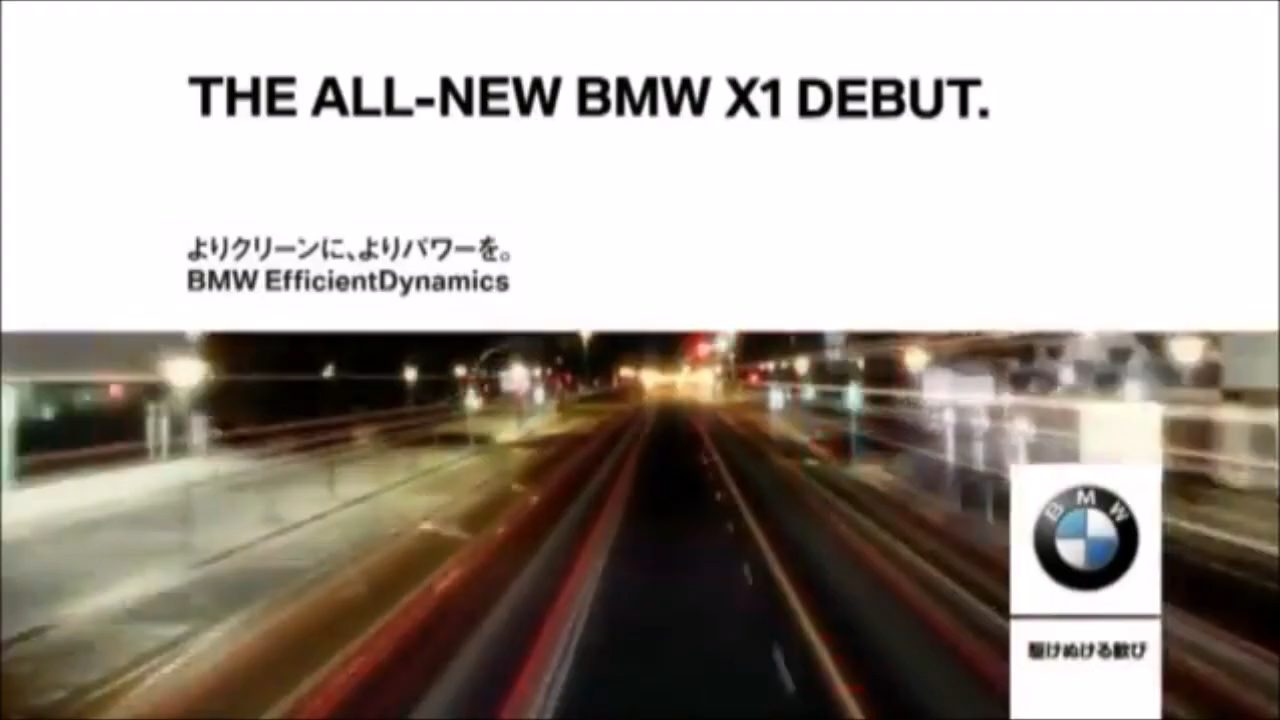 THE ALL-NEW BMW X1 DEBUT.
よりクリーンに、よりパワーを。
BMW EfficientDynamics
BMW
駆けぬける歓び